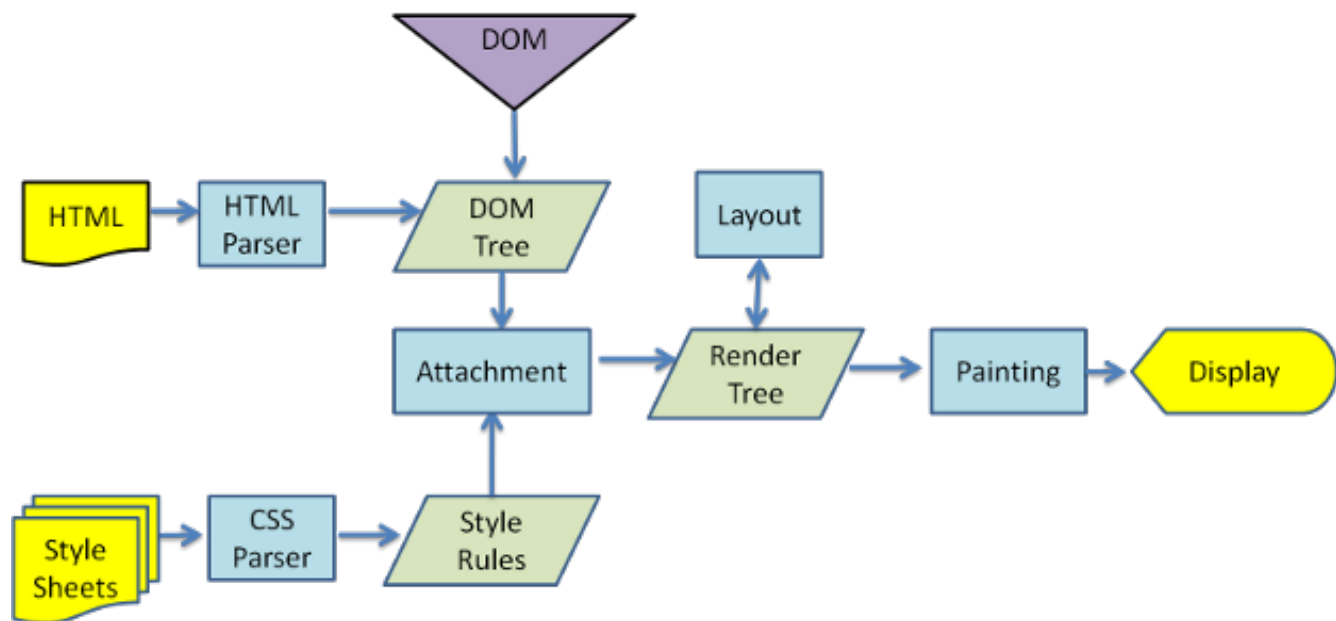 DOM
HTML
HTML
Parser
DOM
Tree
Layout
Attachment
Render
Tree
Painting
Display
Style
Sheets
CSS
Parser
Style
Rules